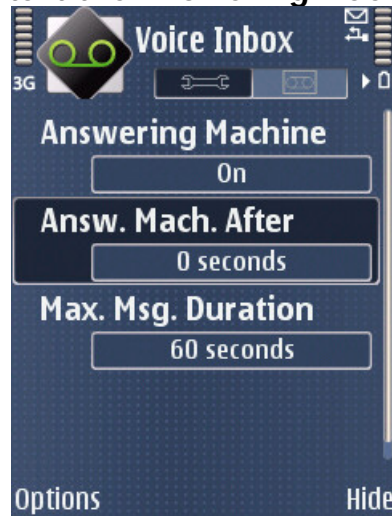 Voice Inbox
3G
Answering Machine
On
Answ. Mach. After
0 seconds
Max. Msg. Duration
60 seconds
Options
Hide